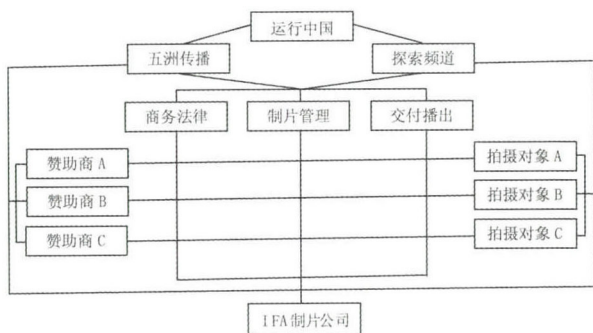 运行中国
五洲传播
探索频道
商务法律
制片管理
交付播出
赞助商 A
拍摄对象 A
赞助商 B
拍摄对象 B
赞助商 C
拍摄对象 C
IFA制片公司